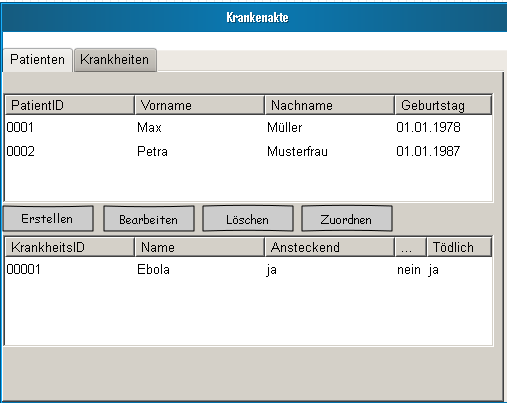 Krankenakte
Patienten Krankheiten
PatientID Vorname Nachname Geburtstag
0001 Max Müller 01.01.1978
0002 Petra Musterfrau 01.01.1987
Erstellen Bearbeiten Löschen Zuordnen
KrankheitsID Name Ansteckend ... Tödlich
00001 Ebola ja nein ja